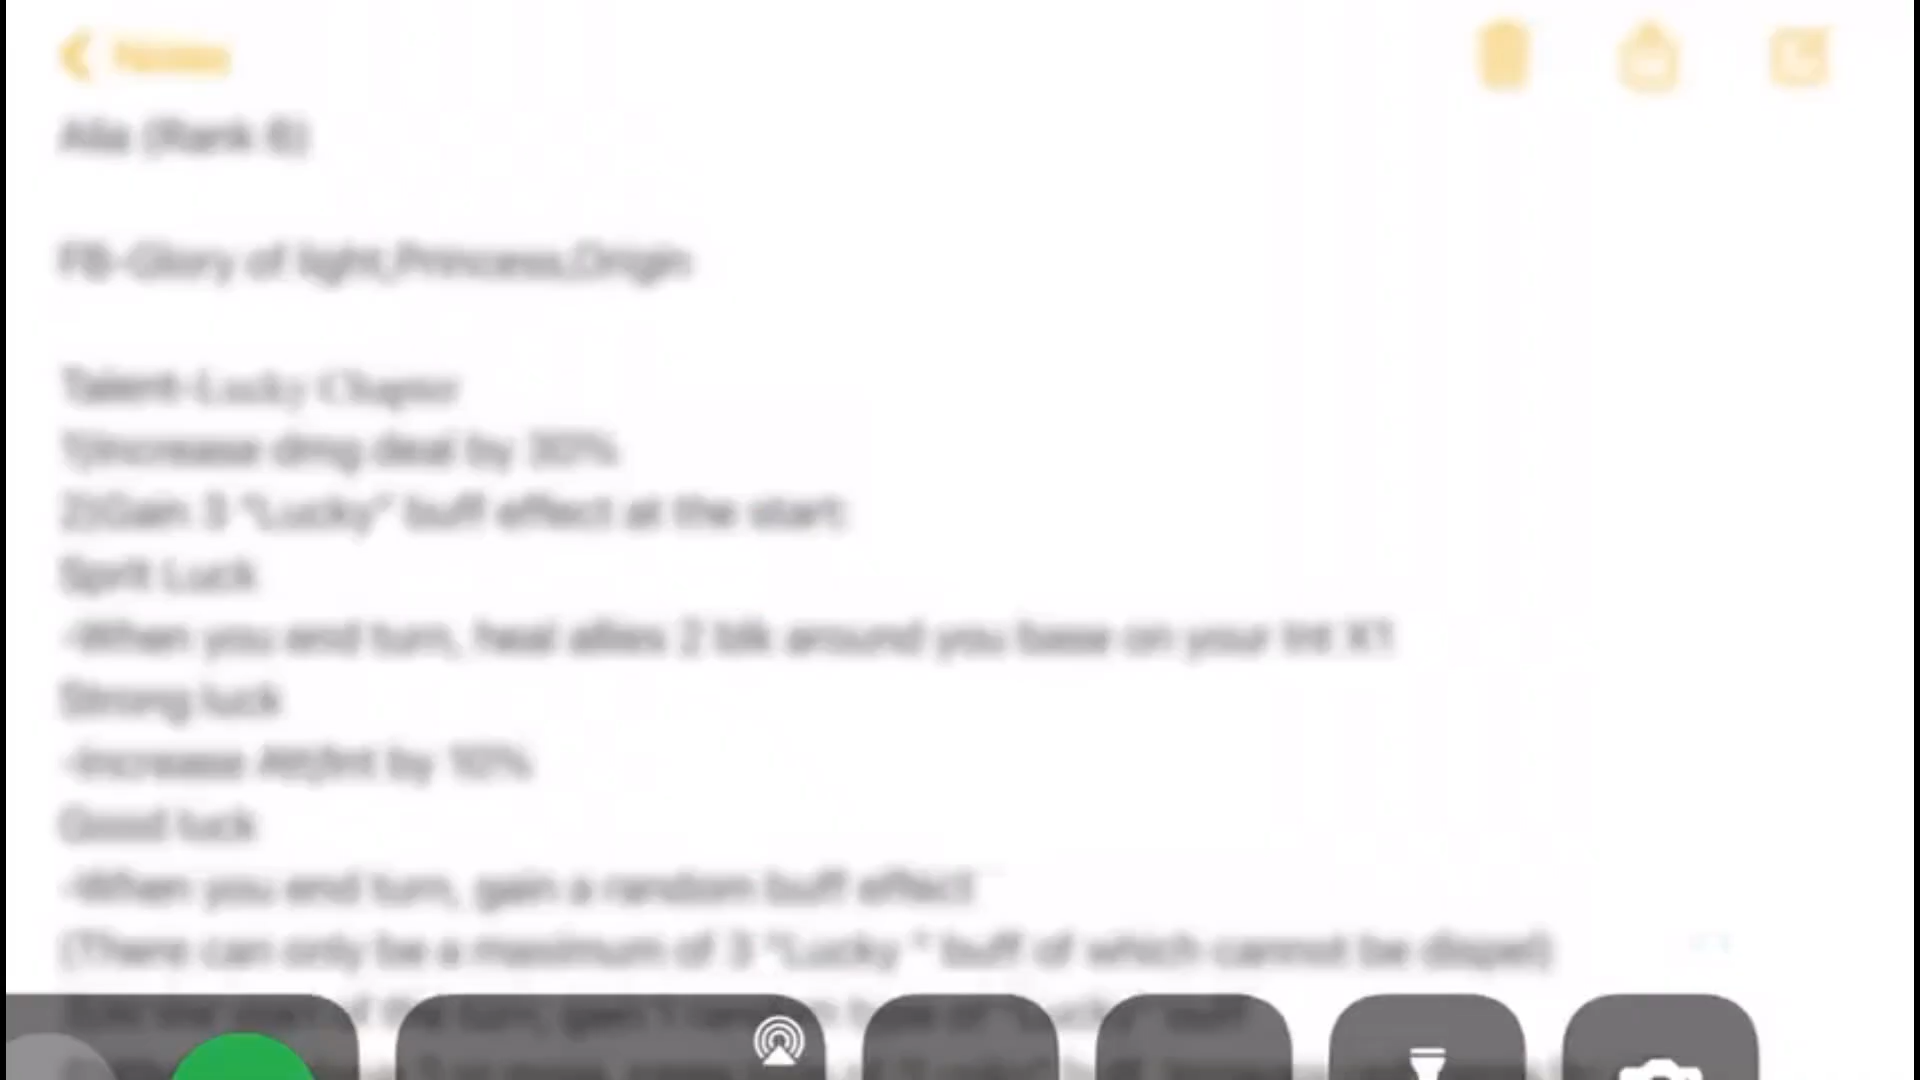 Notes
Alia (Rank 6)
FB-Glory of light,Princess,Origin
Talent-Lucky Chapter
1)Increase dmg deal by 30%
2)Gain 3 "Lucky" buff effect at the start:
Sprit Luck
-When you end turn, heal allies 2 blk around you base on your Int X1
Strong luck
-Increase Att/Int by 10%
Good luck
-When you end turn, gain a random buff effect
(There can only be a maximum of 3 "Lucky " buff of which cannot be dispel)